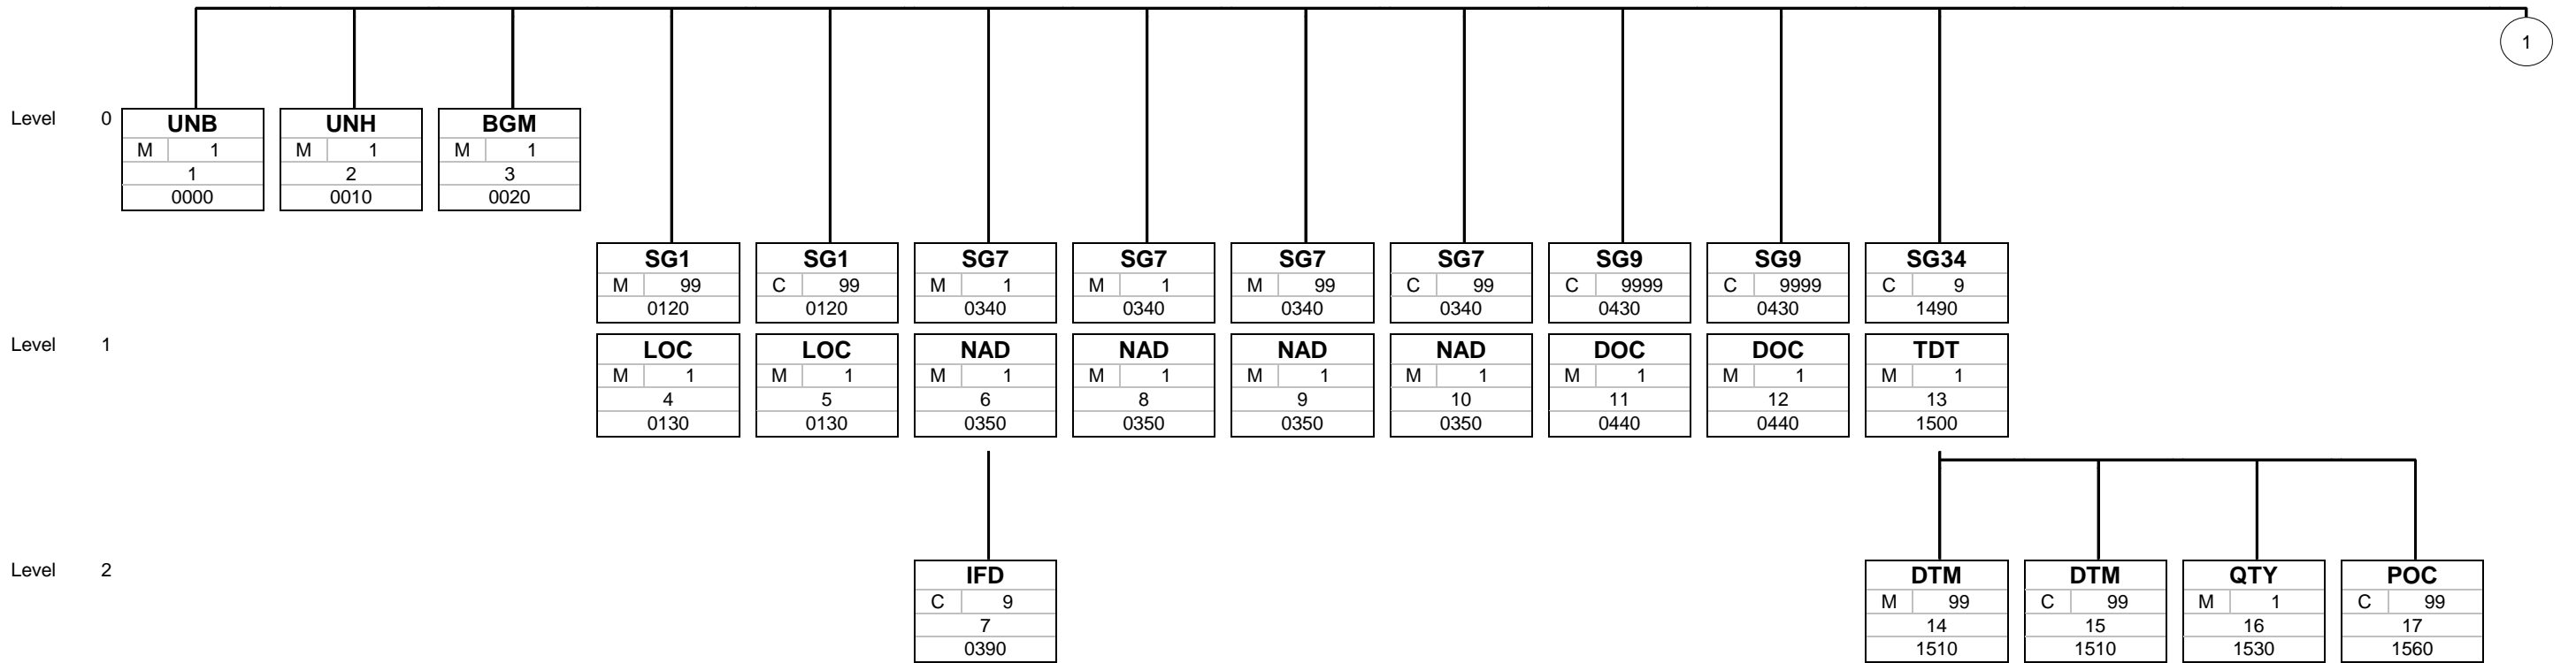 1
Level 0
UNB UNH BGM
M 1 M 1 M 1
1 2 3
0000 0010 0020
SG1 SG1 SG7 SG7 SG7 SG7 SG9 SG9 SG34
M 99 C 99 M 1 M 1 M 99 C 99 C 9999 C 9999 C 9
0120 0120 0340 0340 0340 0340 0430 0430 1490
Level 1
LOC LOC NAD NAD NAD NAD DOC DOC TDT
M 1 M 1 M 1 M 1 M 1 M 1 M 1 M 1 M 1
4 5 6 8 9 10 11 12 13
0130 0130 0350 0350 0350 0350 0440 0440 1500
Level 2
IFD DTM DTM QTY POC
C 9 M 99 C 99 M 1 C 99
7 14 15 16 17
0390 1510 1510 1530 1560